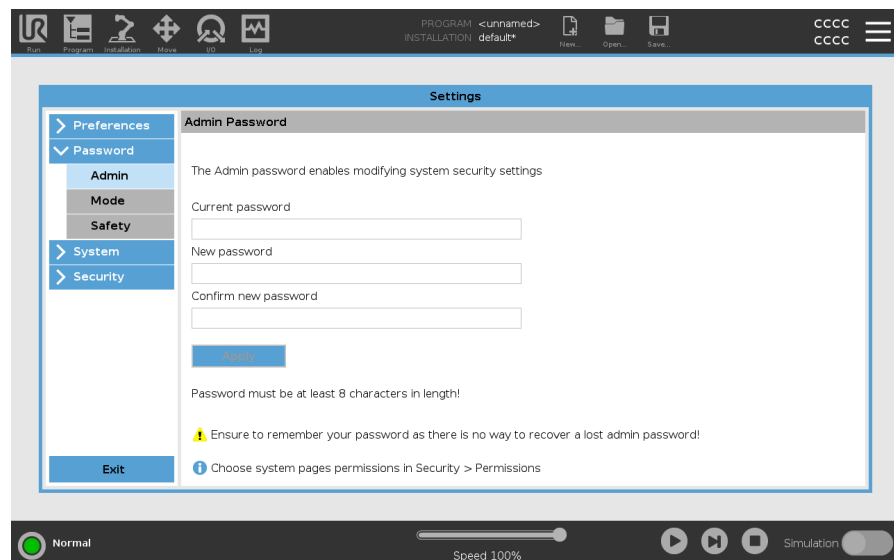 PROGRAM <unnamed>
INSTALLATION default*
CCCC
CCCC
Run Program Installation Move I/O Log New... Open... Save...
Settings
Preferences
Password
Admin
Mode
Safety
System
Security
Exit
Admin Password
The Admin password enables modifying system security settings
Current password
New password
Confirm new password
Apply
Password must be at least 8 characters in length!
Ensure to remember your password as there is no way to recover a lost admin password!
Choose system pages permissions in Security > Permissions
Normal
Speed 100%
Simulation